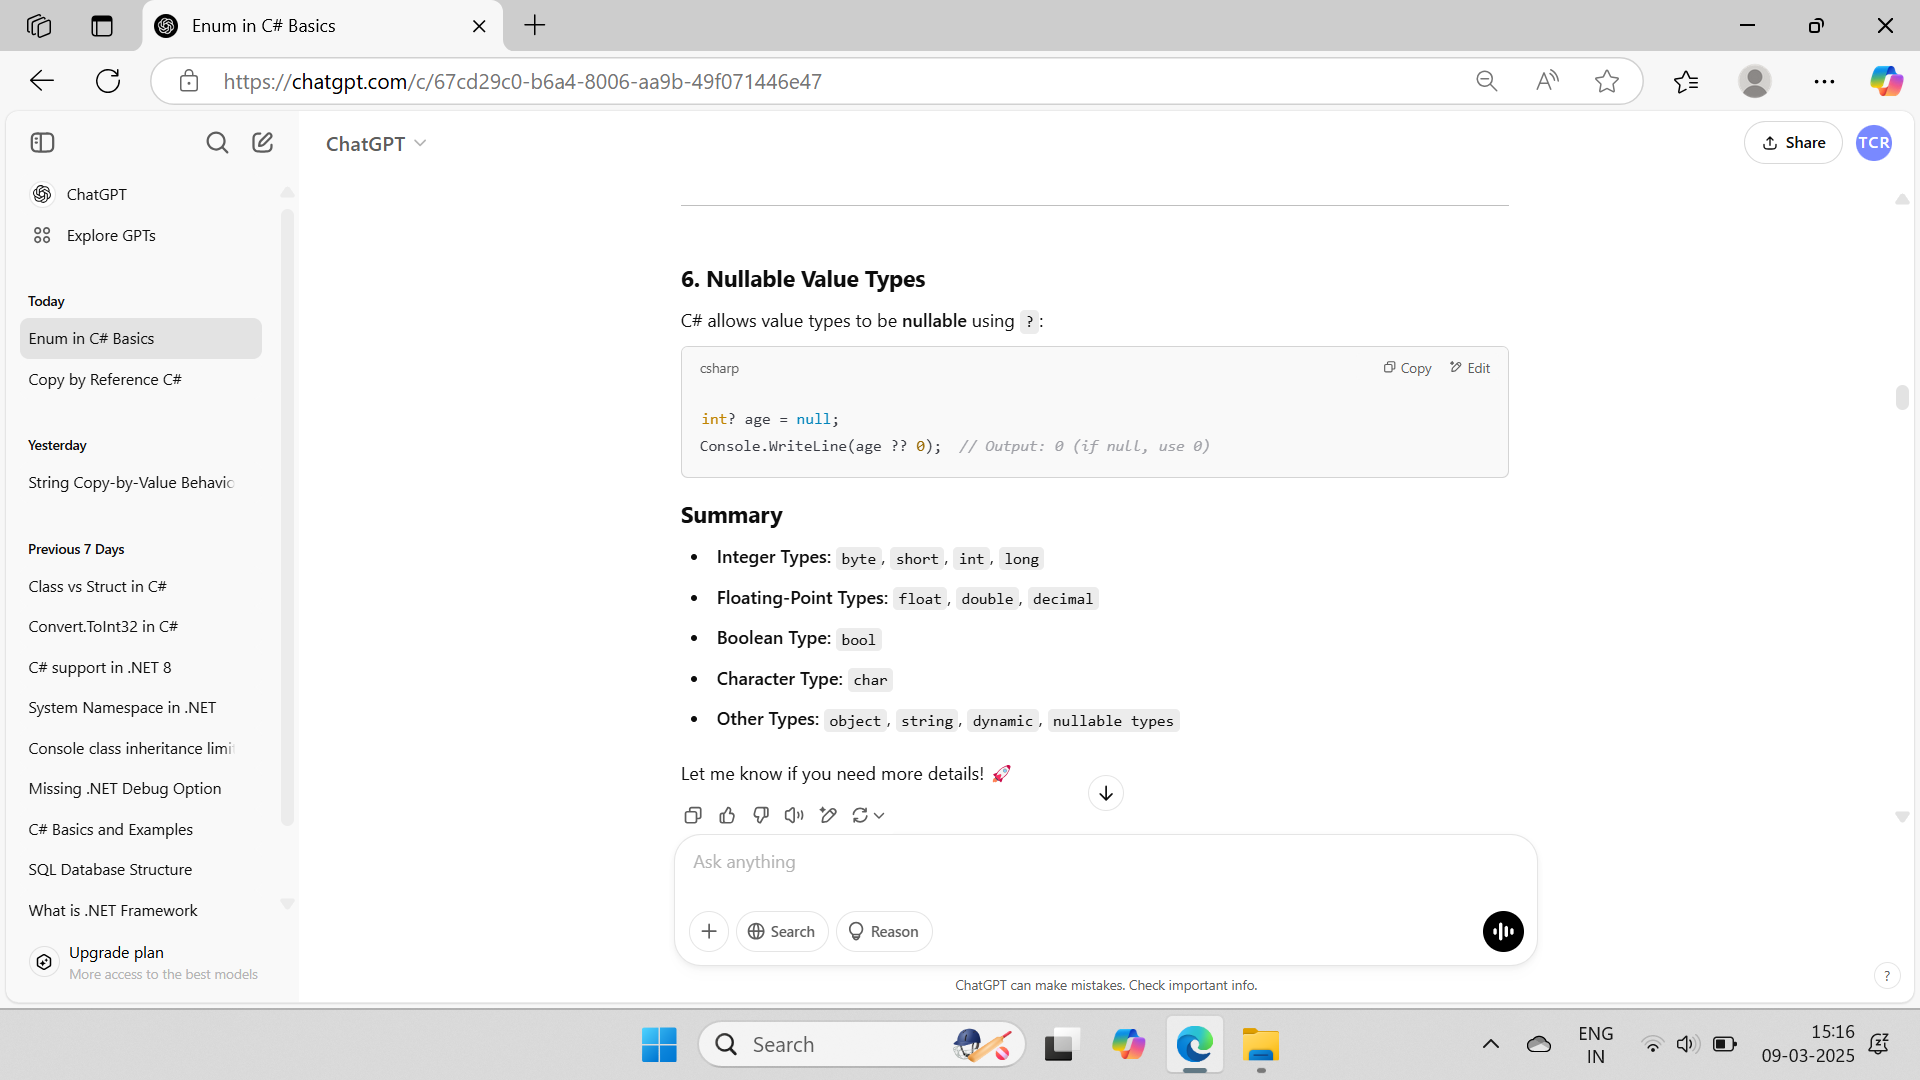 Enum in C# Basics
https://chatgpt.com/c/67cd29c0-b6a4-8006-aa9b-49f071446e47
ChatGPT
Share
TCR
ChatGPT
Explore GPTs
Today
Enum in C# Basics
Copy by Reference C#
Yesterday
String Copy-by-Value Behavio
Previous 7 Days
Class vs Struct in C#
Convert.ToInt32 in C#
C# support in .NET 8
System Namespace in .NET
Console class inheritance limit
Missing .NET Debug Option
C# Basics and Examples
SQL Database Structure
What is .NET Framework
Upgrade plan
More access to the best models
6. Nullable Value Types
C# allows value types to be nullable using ?:
csharp
Copy
Edit
int? age = null;
Console.WriteLine(age ?? 0);  // Output: 0 (if null, use 0)
Summary
• Integer Types: byte, short, int, long
• Floating-Point Types: float, double, decimal
• Boolean Type: bool
• Character Type: char
• Other Types: object, string, dynamic, nullable types
Let me know if you need more details! 🚀
Ask anything
Search
Reason
ChatGPT can make mistakes. Check important info.
?
Search
ENG
IN
15:16
09-03-2025